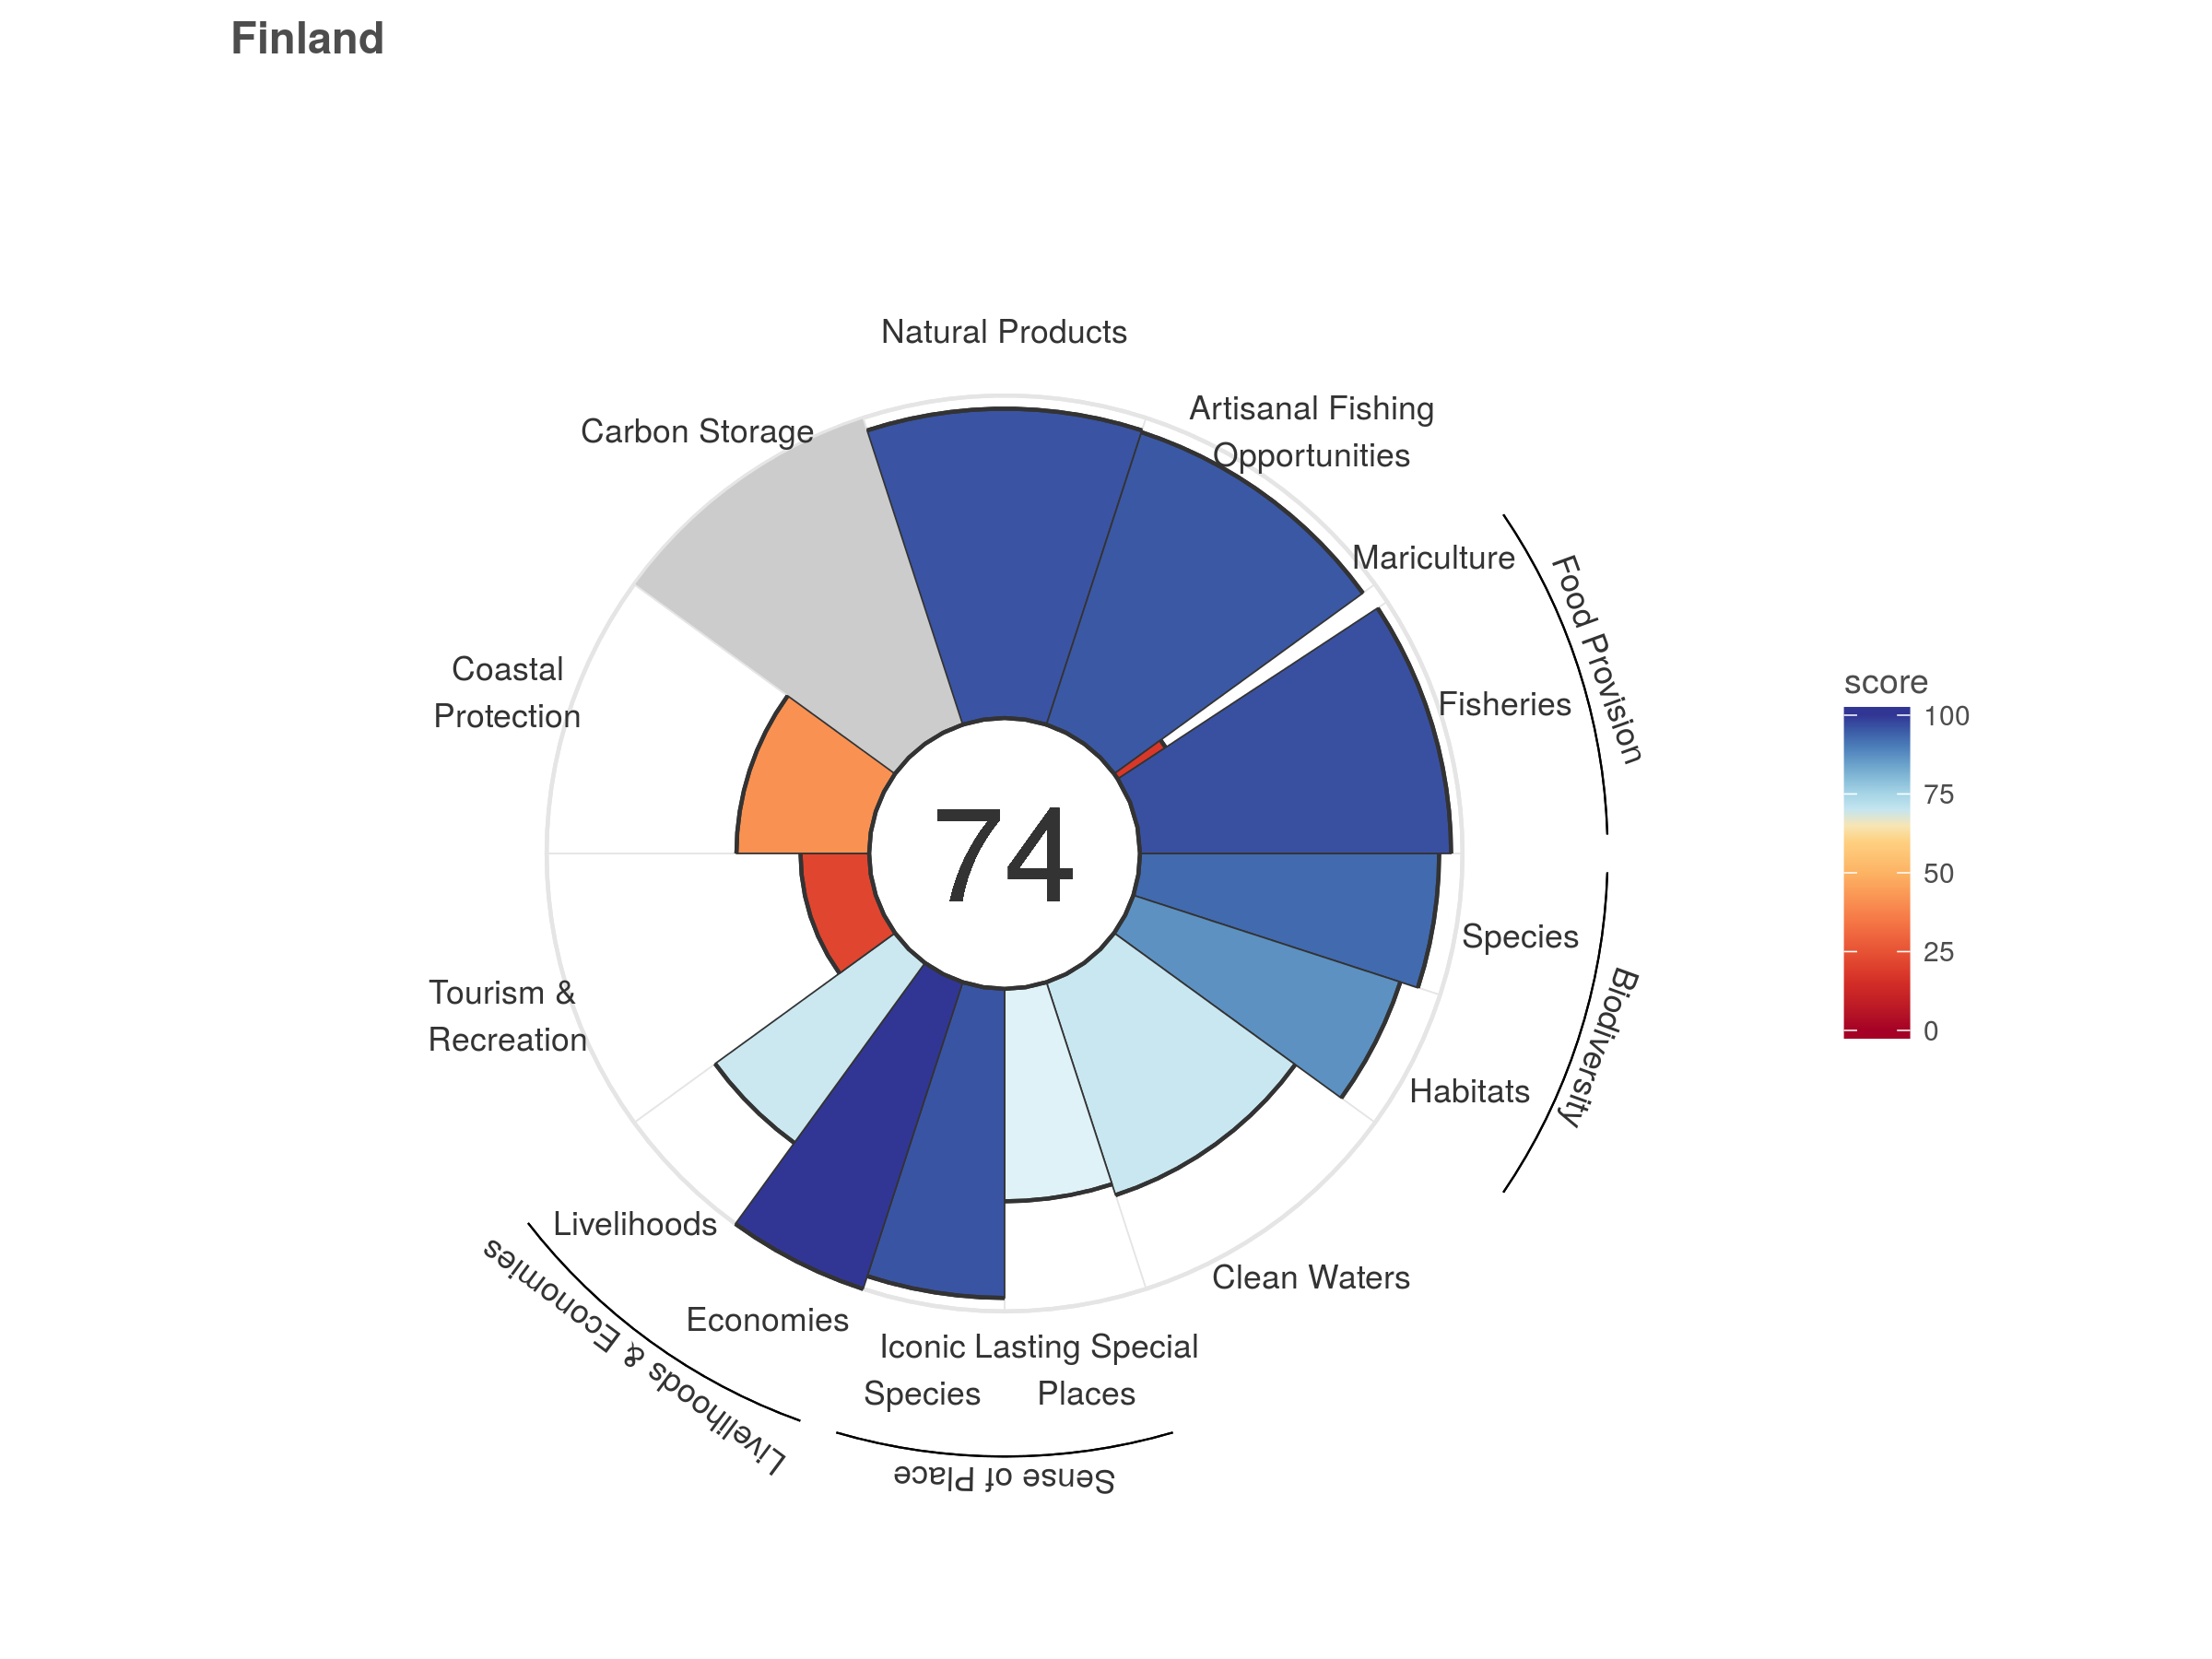 Finland
Natural Products
Artisanal Fishing
Opportunities
Carbon Storage
Mariculture
Food Provision
Fisheries
Coastal
Protection
74
score
100
75
50
25
0
Species
Biodiversity
Habitats
Tourism &
Recreation
Livelihoods
Economies
Livelihoods & Economies
Clean Waters
Iconic
Species
Lasting Special
Places
Sense of Place